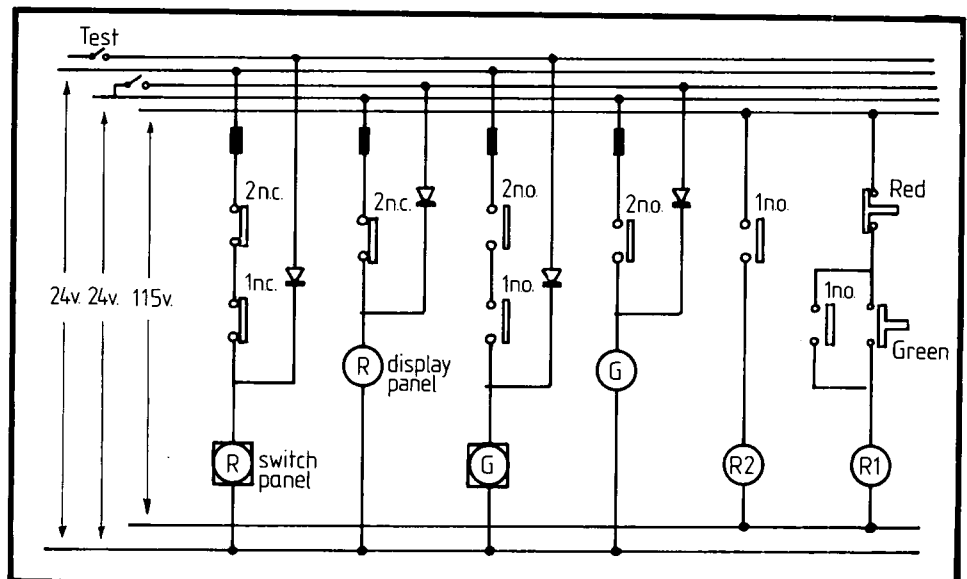 Test
2n.c.
2n.c.
2n.o.
2n.o.
1n.o.
Red
24v.
24v.
115v.
1n.c.
1n.o.
1n.o.
Green
R
display
panel
G
R
switch
panel
G
R2
R1